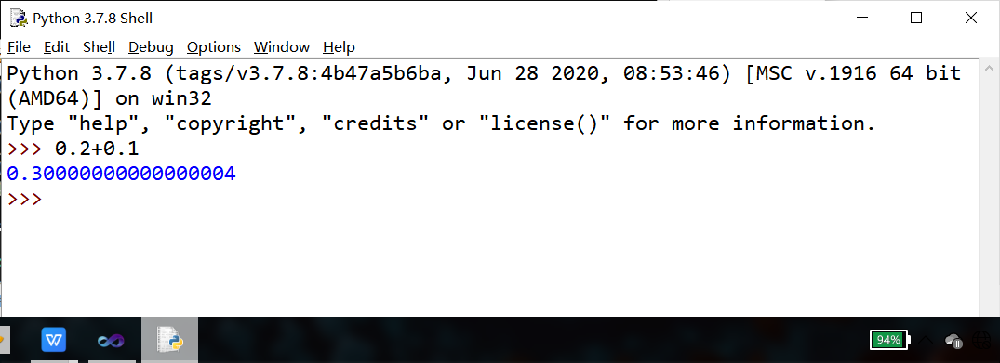 Python 3.7.8 Shell
File Edit Shell Debug Options Window Help
Python 3.7.8 (tags/v3.7.8:4b47a5b6ba, Jun 28 2020, 08:53:46) [MSC v.1916 64 bit
(AMD64)] on win32
Type "help", "copyright", "credits" or "license()" for more information.
>>> 0.2+0.1
0.30000000000000004
>>>
W
94%